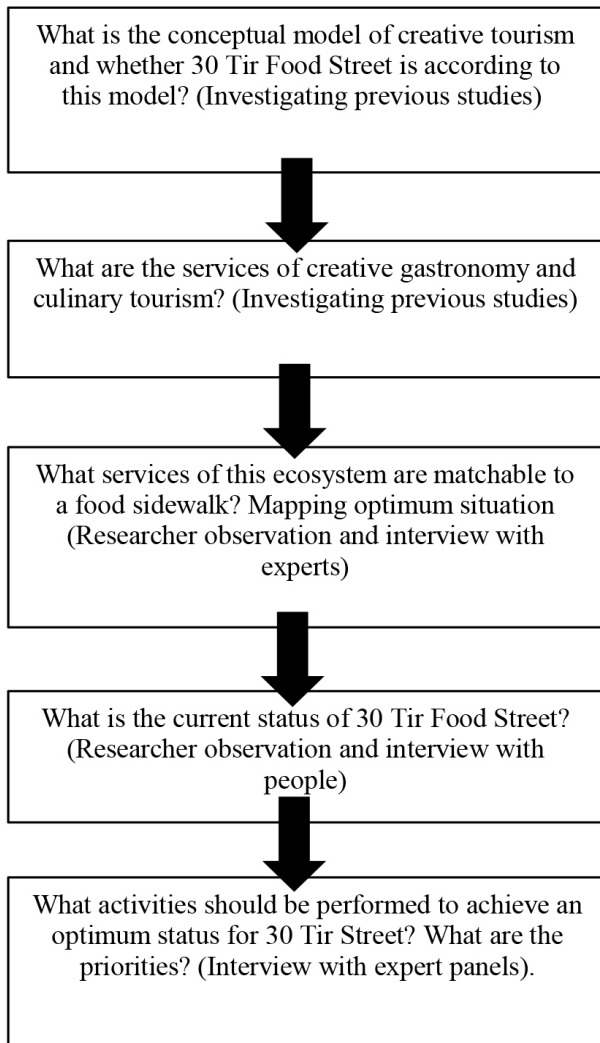 What is the conceptual model of creative tourism
and whether 30 Tir Food Street is according to
this model? (Investigating previous studies)
What are the services of creative gastronomy and
culinary tourism? (Investigating previous studies)
What services of this ecosystem are matchable to
a food sidewalk? Mapping optimum situation
(Researcher observation and interview with
experts)
What is the current status of 30 Tir Food Street?
(Researcher observation and interview with
people)
What activities should be performed to achieve an
optimum status for 30 Tir Street? What are the
priorities? (Interview with expert panels).